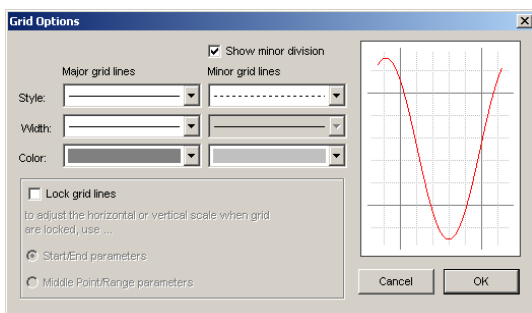 Grid Options
Show minor division
Major grid lines
Minor grid lines
Style:
Width:
Color:
Lock grid lines
to adjust the horizontal or vertical scale when grid
are locked, use ...
Start/End parameters
Middle Point/Range parameters
Cancel
OK